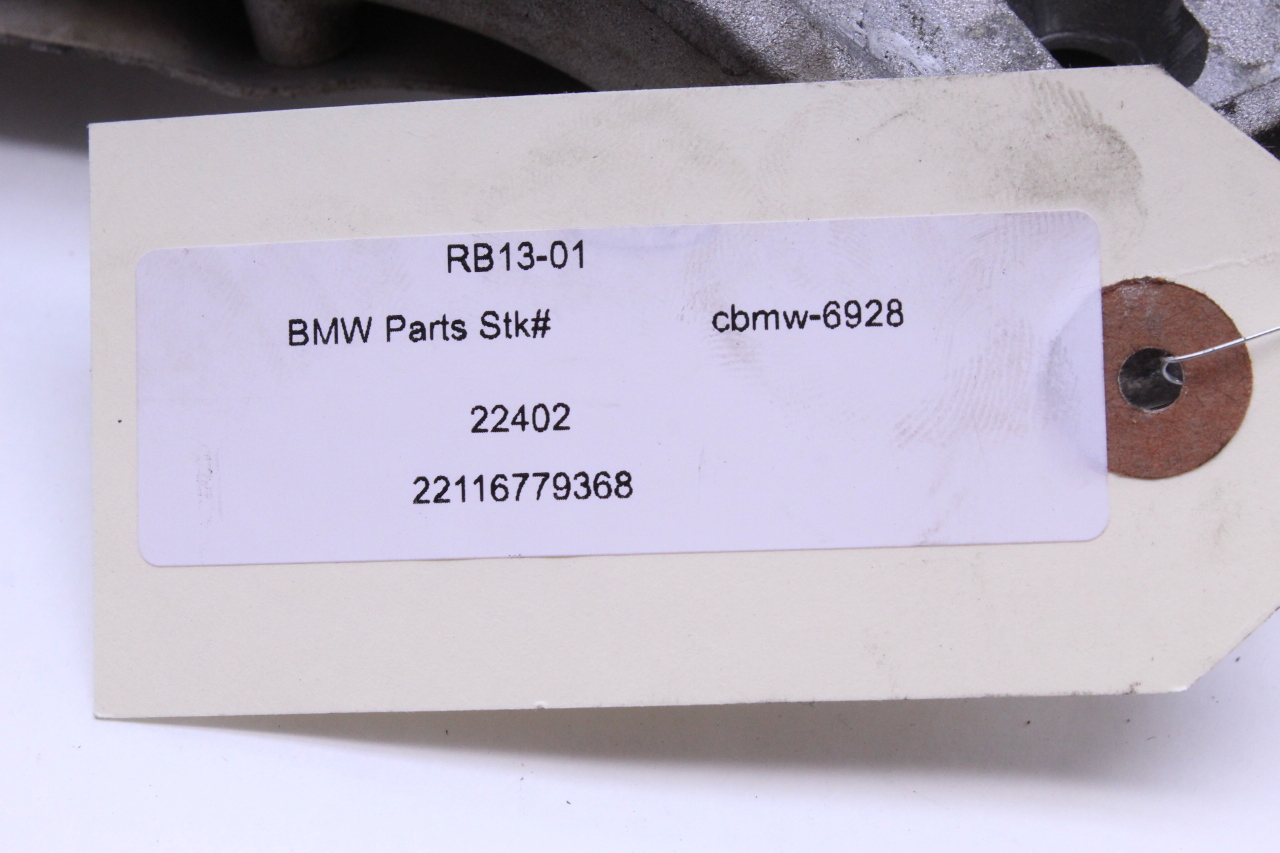 RB13-01
BMW Parts Stk# cbmw-6928
22402
22116779368